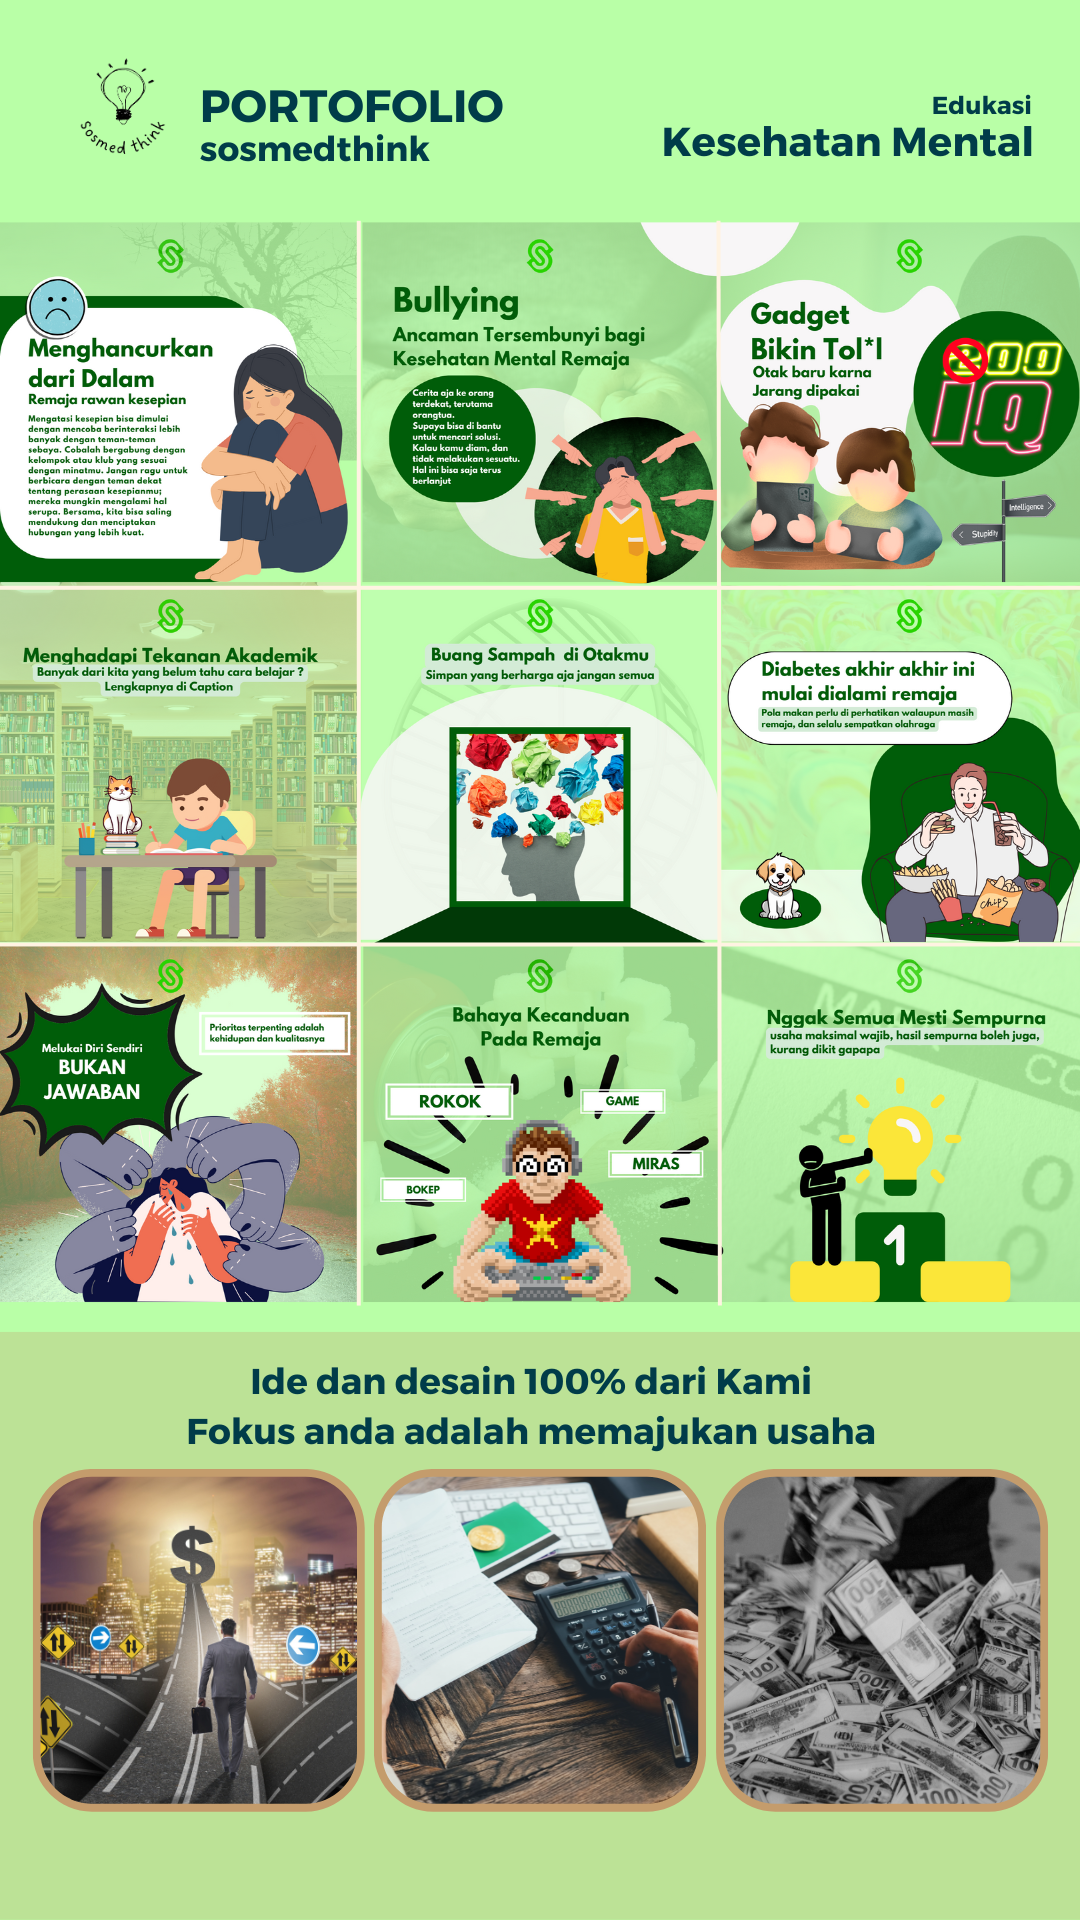 Sosmed think
PORTOFOLIO
sosmedthink
Edukasi
Kesehatan Mental
Menghancurkan
dari Dalam
Remaja rawan kesepian
Mengatasi kesepian bisa dimulai
dengan mencoba berinteraksi lebih
banyak dengan teman-teman
sebaya. Cobalah bergabung dengan
kelompok atau klub yang sesuai
dengan minatmu. Jangan ragu untuk
berbicara dengan teman dekat
tentang perasaan kesepianmu;
mereka mungkin mengalami hal
serupa. Bersama, kita bisa saling
mendukung dan menciptakan
hubungan yang lebih kuat.
Bullying
Ancaman Tersembunyi bagi
Kesehatan Mental Remaja
Cerita aja ke orang
terdekat, terutama
orangtua.
Supaya bisa di bantu
untuk mencari solusi.
Kalau kamu diam, dan
tidak melakukan sesuatu.
Hal ini bisa saja terus
berlanjut
Gadget
Bikin Tol*l
Otak baru karna
Jarang dipakai
200
IQ
Intelligence
Stupidity
Menghadapi Tekanan Akademik
Banyak dari kita yang belum tahu cara belajar ?
Lengkapnya di Caption
Buang Sampah di Otakmu
Simpan yang berharga aja jangan semua
Diabetes akhir akhir ini
mulai dialami remaja
Pola makan perlu di perhatikan walaupun masih
remaja, dan selalu sempatkan olahraga
chips
Melukai Diri Sendiri
BUKAN
JAWABAN
Prioritas terpenting adalah
kehidupan dan kualitasnya
Bahaya Kecanduan
Pada Remaja
ROKOK
GAME
MIRAS
BOKEP
Nggak Semua Mesti Sempurna
usaha maksimal wajib, hasil sempurna boleh juga,
kurang dikit gapapa
1
Ide dan desain 100% dari Kami
Fokus anda adalah memajukan usaha
$
100
100
100